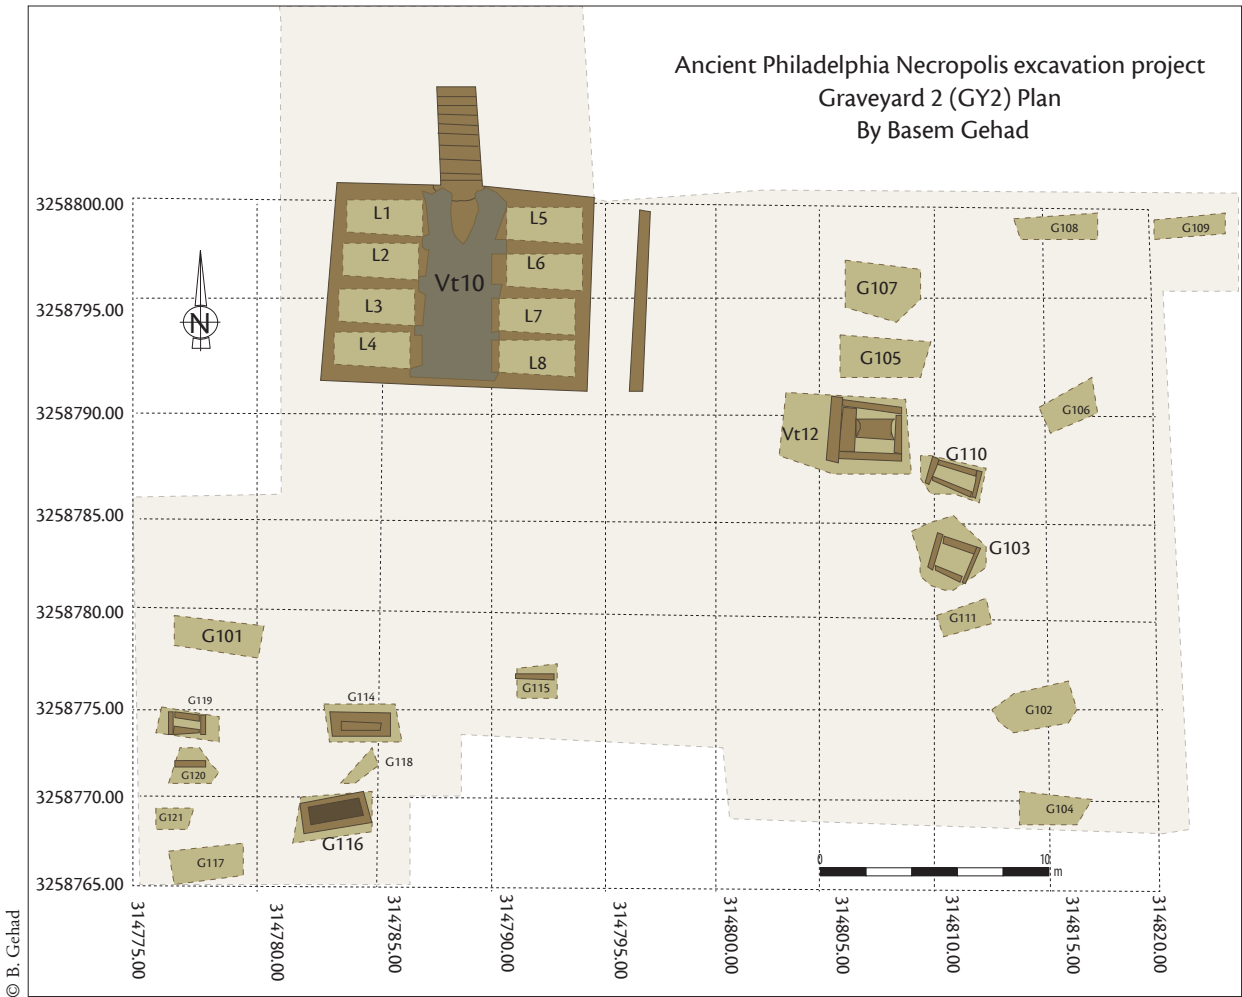 Ancient Philadelphia Necropolis excavation project
Graveyard 2 (GY2) Plan
By Basem Gehad
3258800.00
3258795.00
3258790.00
3258785.00
3258780.00
3258775.00
3258770.00
3258765.00
N
L1
L2
L3
L4
Vt10
L5
L6
L7
L8
G108
G109
G107
G105
G106
Vt12
G110
G103
G111
G101
G115
G119
G114
G102
G120
G118
G121
G116
G104
G117
0
10
m
314775.00
314780.00
314785.00
314790.00
314795.00
314800.00
314805.00
314810.00
314815.00
314820.00
© B. Gehad